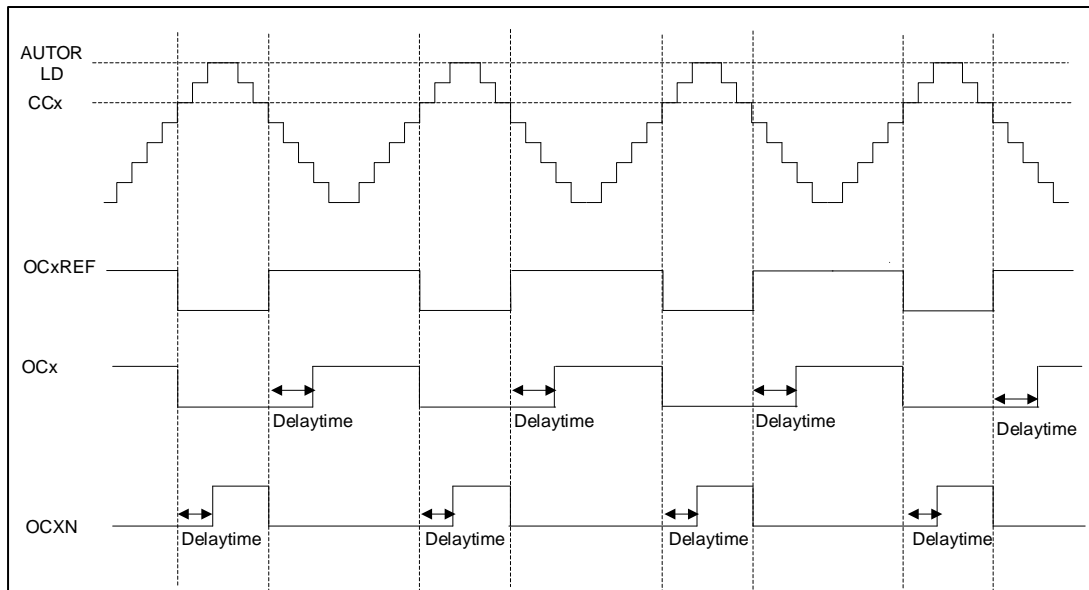 AUTOR
LD
CCx
OCxREF
OCx
Delaytime
Delaytime
Delaytime
Delaytime
OCXN
Delaytime
Delaytime
Delaytime
Delaytime